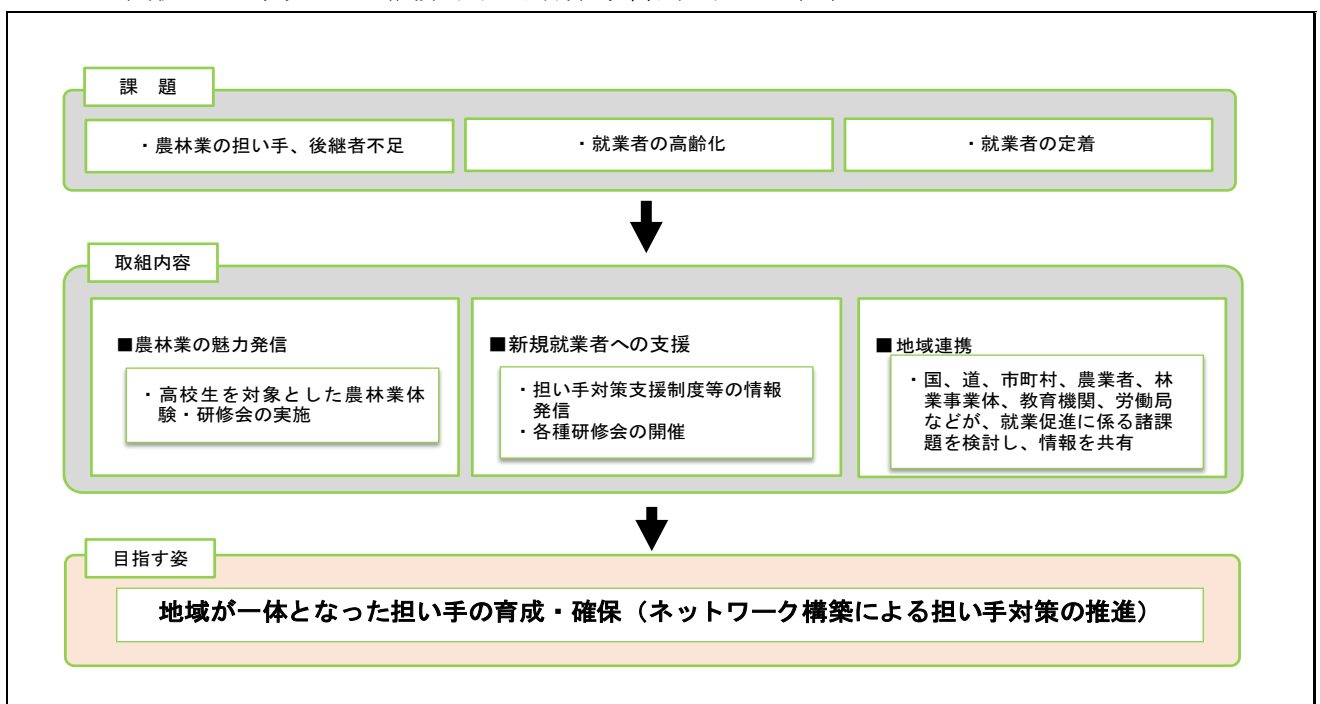 課 題
・農林業の担い手、後継者不足
・就業者の高齢化
・就業者の定着
取組内容
■農林業の魅力発信
・高校生を対象とした農林業体
験・研修会の実施
■新規就業者への支援
・担い手対策支援制度等の情報
発信
・各種研修会の開催
■地域連携
・国、道、市町村、農業者、林
業事業体、教育機関、労働局
などが、就業促進に係る諸課
題を検討し、情報を共有
目指す姿
地域が一体となった担い手の育成・確保（ネットワーク構築による担い手対策の推進）